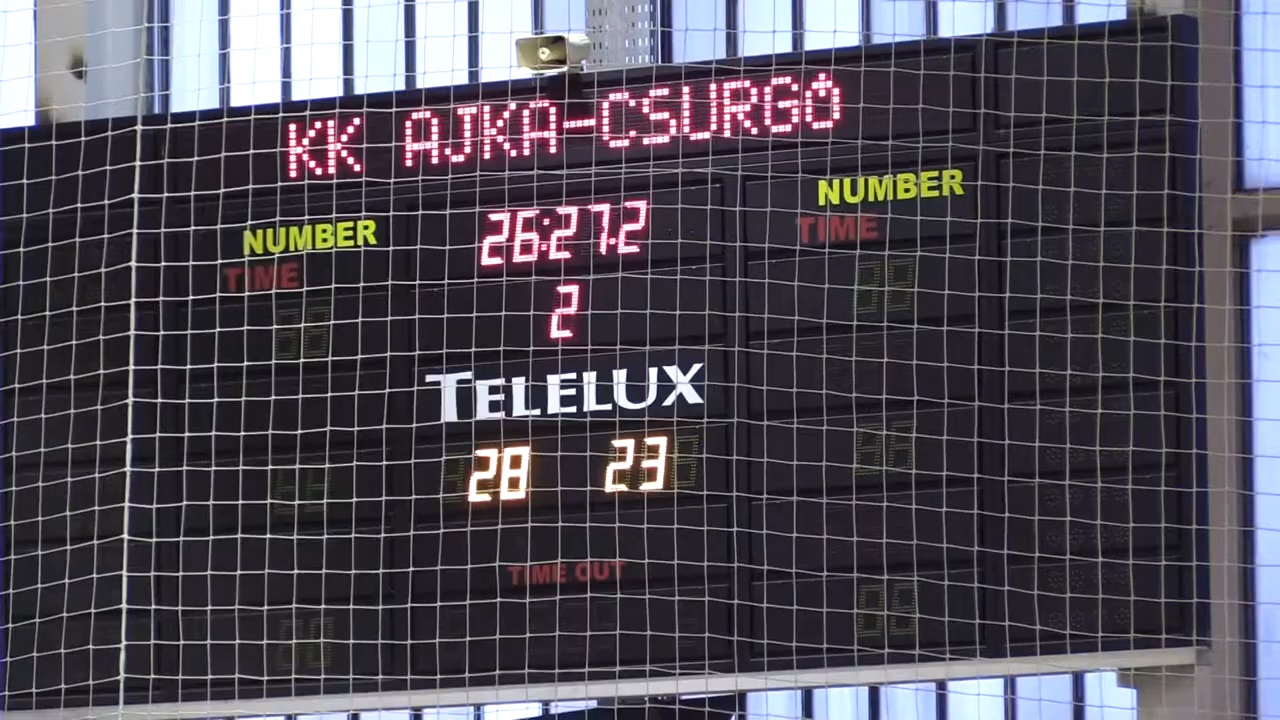 KK AJKA-CSURGÓ
NUMBER
TIME
26:27.2
NUMBER
TIME
2
TELELUX
28 23
TIME OUT